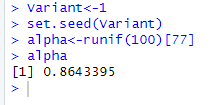 > Variant<-1
> set.seed(Variant)
> alpha<-runif(100)[77]
> alpha
[1] 0.8643395
>